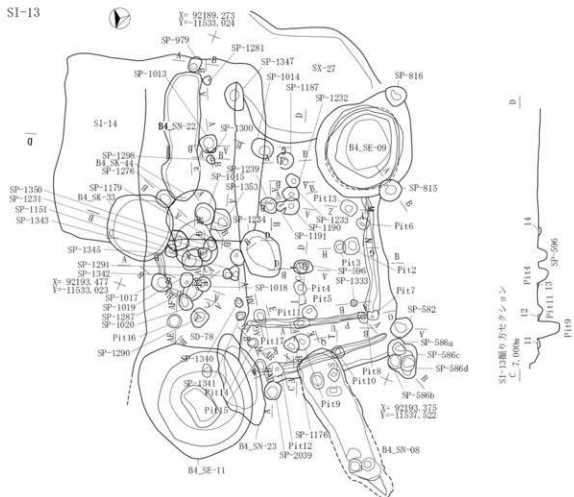 SI-13
X= 92189.273
Y=-11533.024
SP-979
SP-1281
SP-1347
SP-1013
SP-1014
SX-27
SP-1187
SP-816
SP-1232
SI-14
B4_SN-22
SP-1300
B4_SE-09
SP-1298
B4_SK-44
SP-1276
SP-1239
SP-1015
SP-1353
SP-1350
SP-1179
SP-1231
B4_SK-33
SP-1151
SP-1343
SP-1234
Pit13
SP-815
SP-1233
SP-1190
SP-1191
Pit6
SP-1345
Pit3
Pit2
SP-596
SP-1291
SP-1342
SP-1333
Pit7
X= 92193.477
Y=-11533.023
SP-1018
Pit4
Pit5
SP-1017
SP-1019
SP-1287
SP-1020
Pit11
SP-582
Pit16
SP-1290
SD-78
Pit17
SP-586a
SP-586c
SP-586d
Pit8
Pit10
SP-1340
SP-1341
Pit14
Pit9
SP-586b
X= 92193.375
Y=-11537.522
Pit15
SP-1176
Pit12
B4_SN-08
B4_SN-23
SP-2039
B4_SE-11
D
14
SP-596
Pit4
13
Pit11
12
Pit9
11
SI-13掘り方セクション
C 7,000m